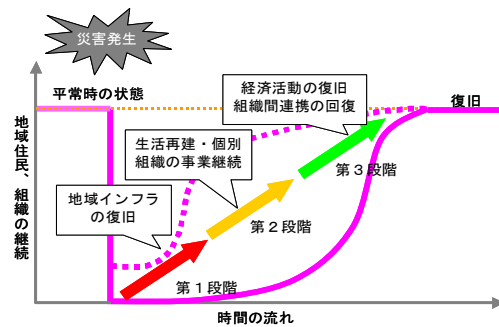 災害発生
平常時の状態
経済活動の復旧
組織間連携の回復
復旧
生活再建・個別
組織の事業継続
地域インフラ
の復旧
第３段階
第２段階
第１段階
地域住民、組織の継続
時間の流れ